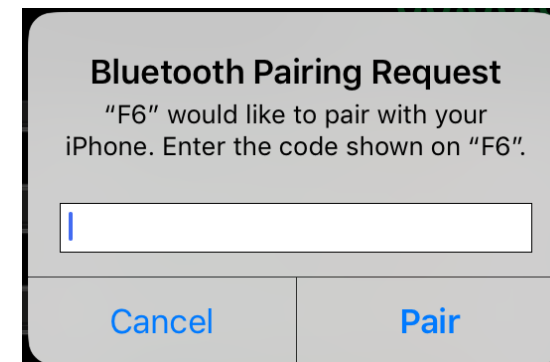 Bluetooth Pairing Request
“F6” would like to pair with your
iPhone. Enter the code shown on “F6”.
Cancel
Pair